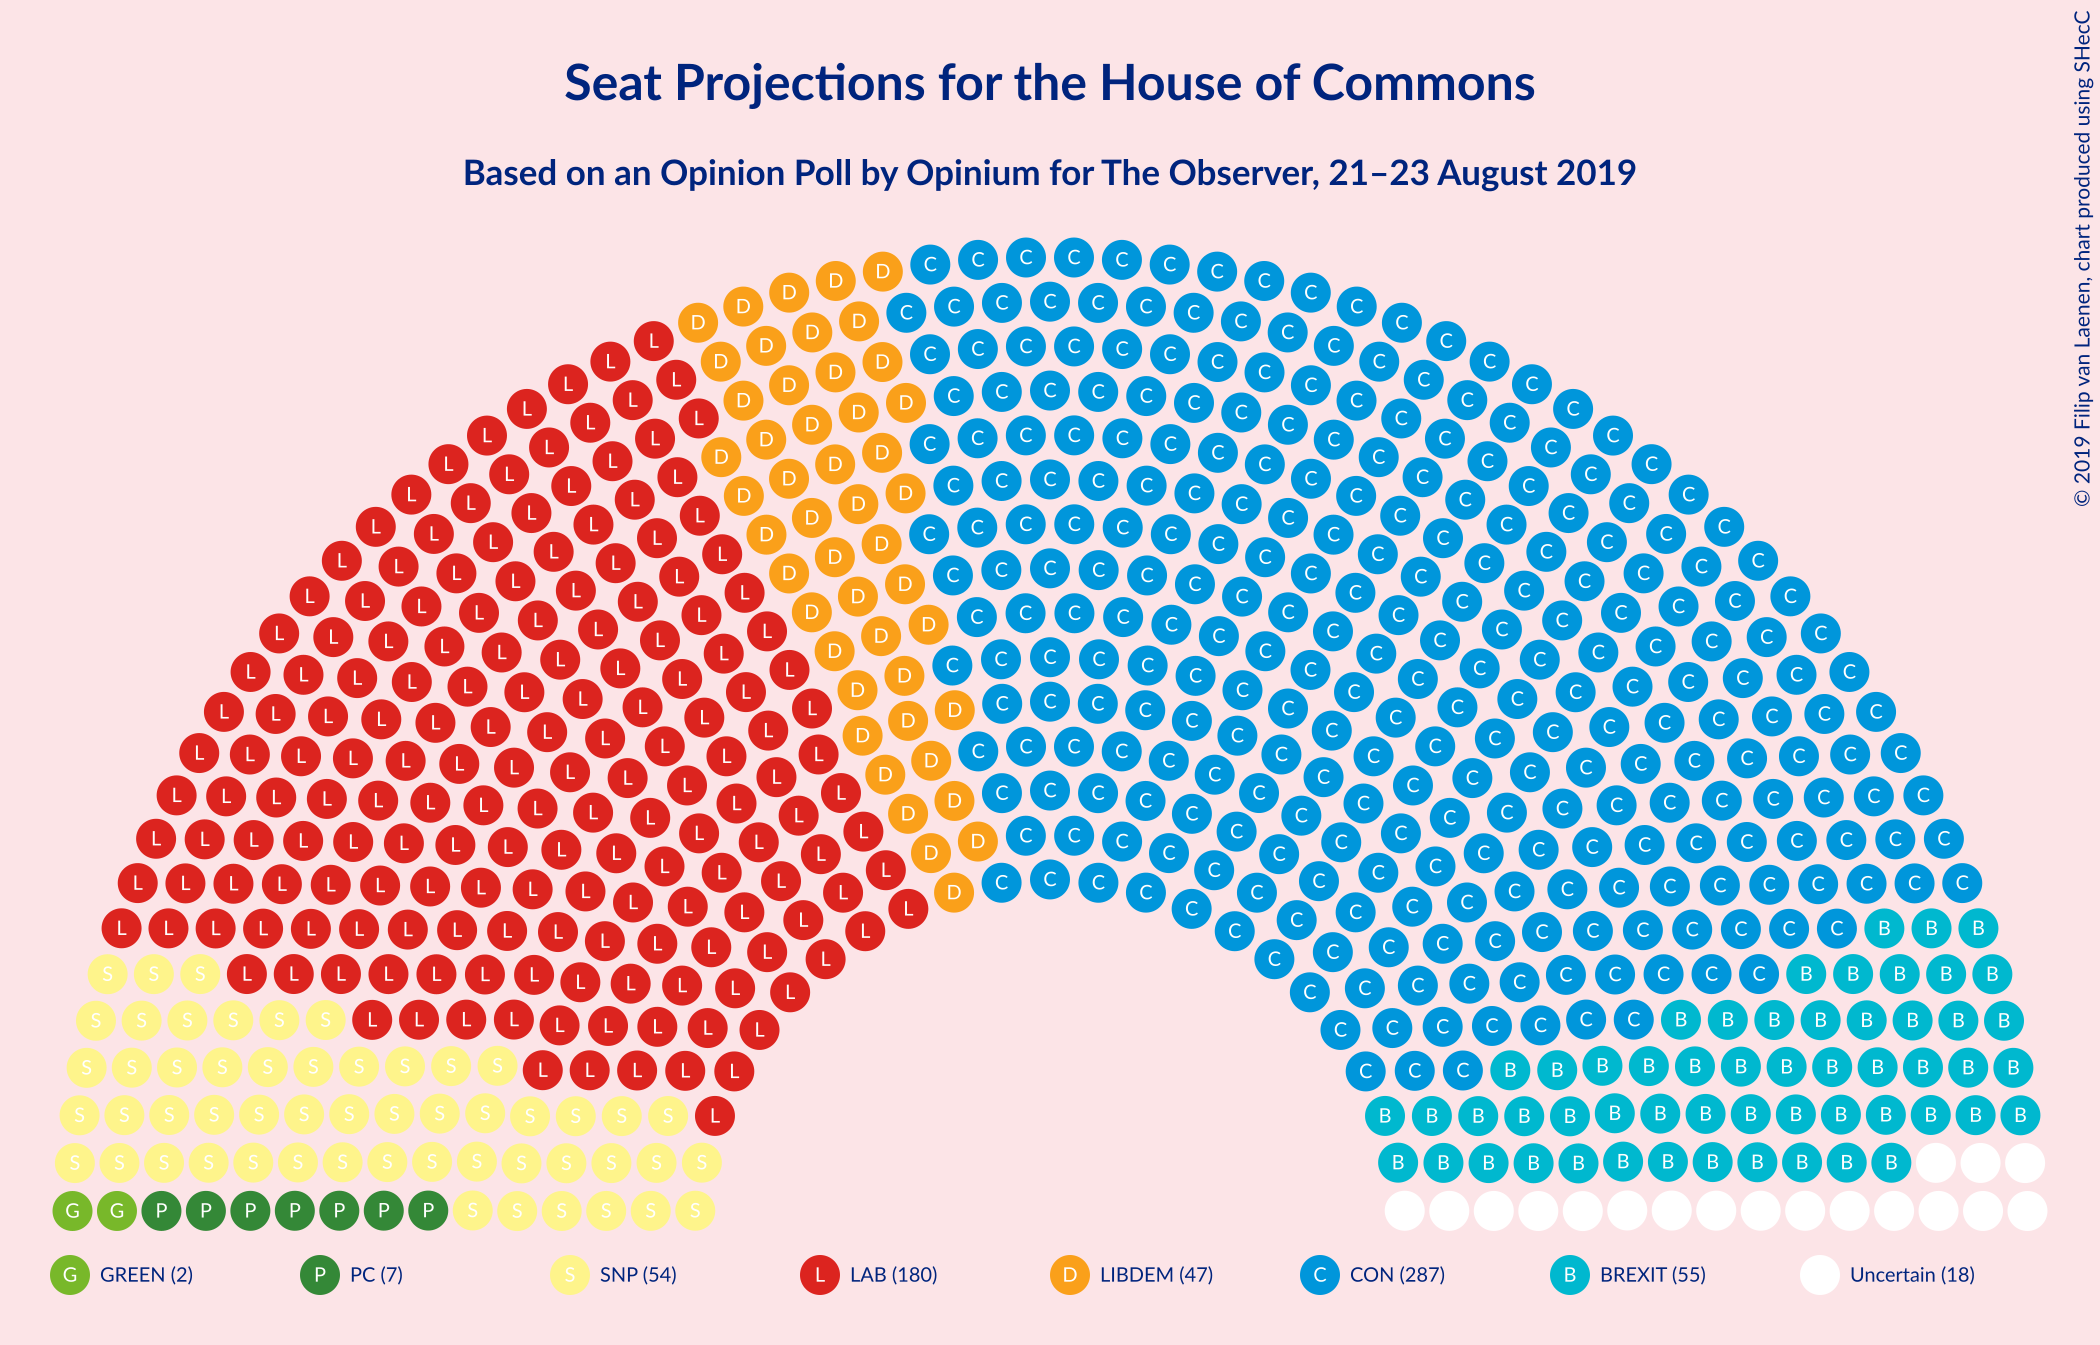 Seat Projections for the House of Commons
Based on an Opinion Poll by Opinium for The Observer, 21–23 August 2019
© 2019 Filip van Laenen, chart produced using SHecC
G GREEN (2)
P PC (7)
S SNP (54)
L LAB (180)
D LIBDEM (47)
C CON (287)
B BREXIT (55)
Uncertain (18)